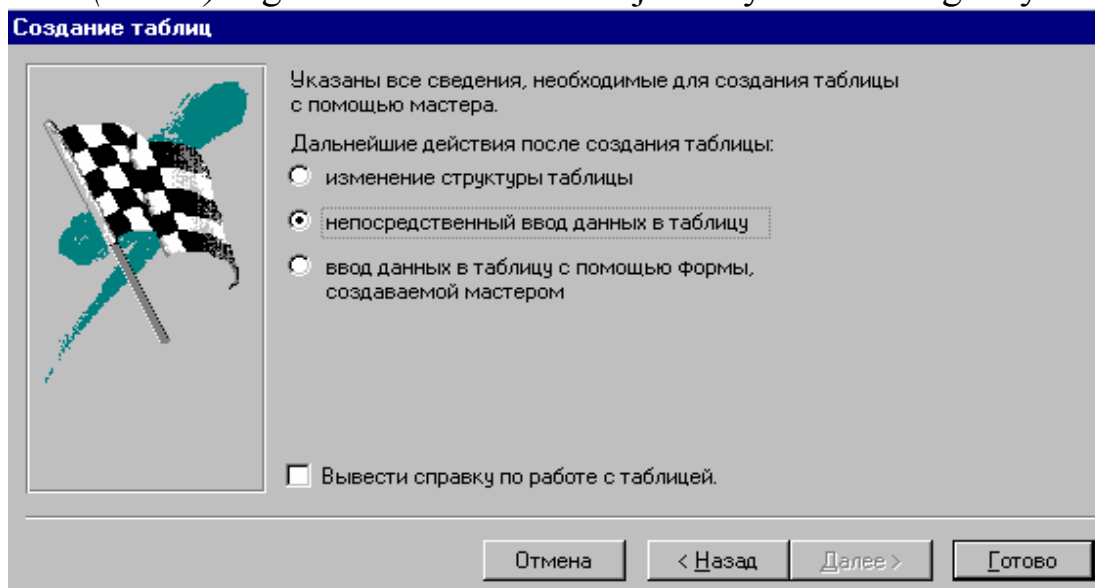 Создание таблиц
Указаны все сведения, необходимые для создания таблицы
с помощью мастера.
Дальнейшие действия после создания таблицы:
изменение структуры таблицы
непосредственный ввод данных в таблицу
ввод данных в таблицу с помощью формы,
создаваемой мастером
Вывести справку по работе с таблицей.
Отмена
< Назад
Далее >
Готово